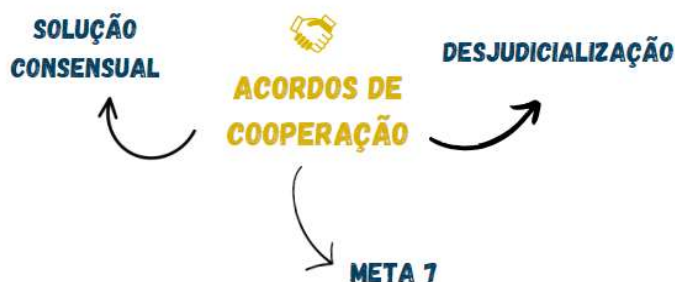 SOLUÇÃO
CONSENSUAL
ACORDOS DE
COOPERAÇÃO
DESJUDICIALIZAÇÃO
META 7